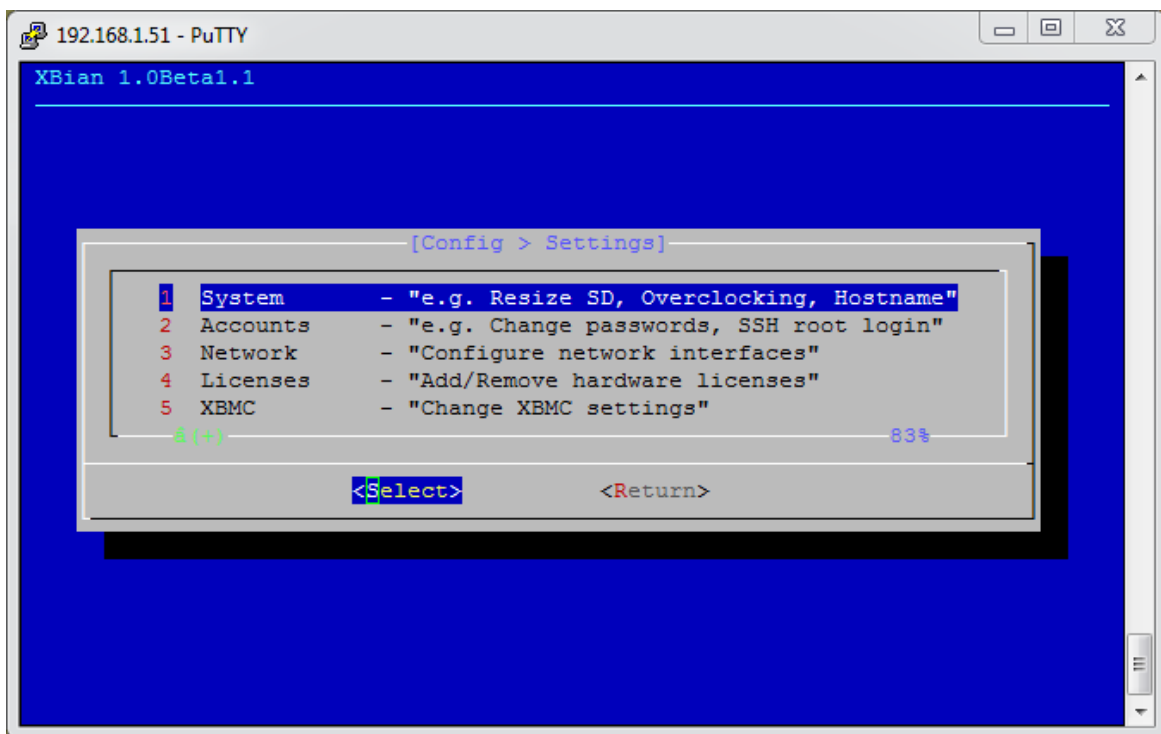 192.168.1.51 - PuTTY
XBian 1.0Beta1.1
[Config > Settings]
1 System - "e.g. Resize SD, Overclocking, Hostname"
2 Accounts - "e.g. Change passwords, SSH root login"
3 Network - "Configure network interfaces"
4 Licenses - "Add/Remove hardware licenses"
5 XBMC - "Change XBMC settings"
(+) 83%
<Select> <Return>